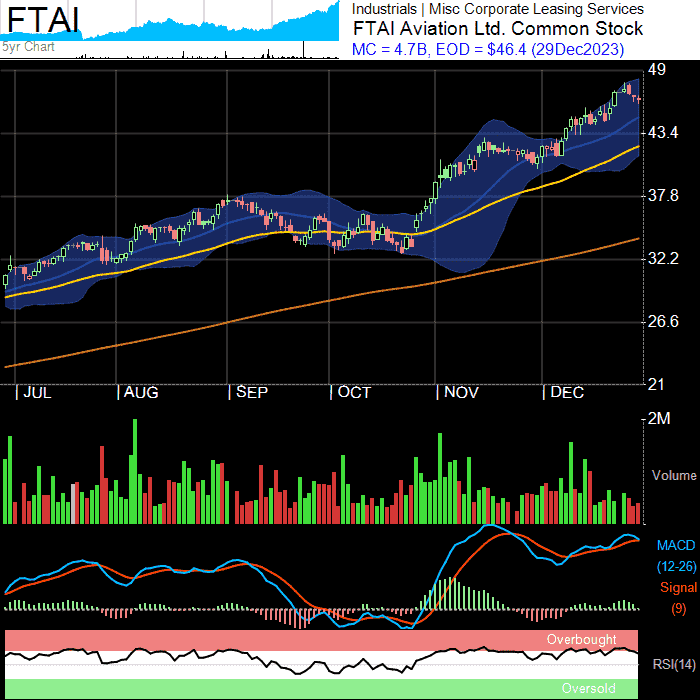 FTAI
5yr Chart
Industrials | Misc Corporate Leasing Services
FTAI Aviation Ltd. Common Stock
MC = 4.7B, EOD = $46.4 (29Dec2023)
49
43.4
37.8
32.2
26.6
21
JUL AUG SEP OCT NOV DEC
2M
Volume
MACD
(12-26)
Signal
(9)
Overbought
RSI(14)
Oversold